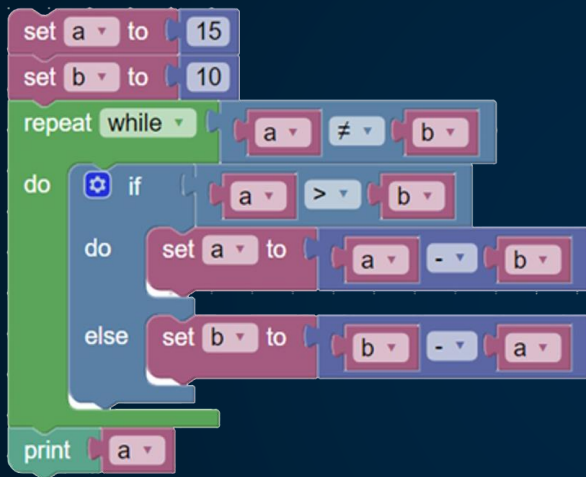 set a to 15
set b to 10
repeat while a ≠ b
do if a > b
do set a to a - b
else set b to b - a
print a